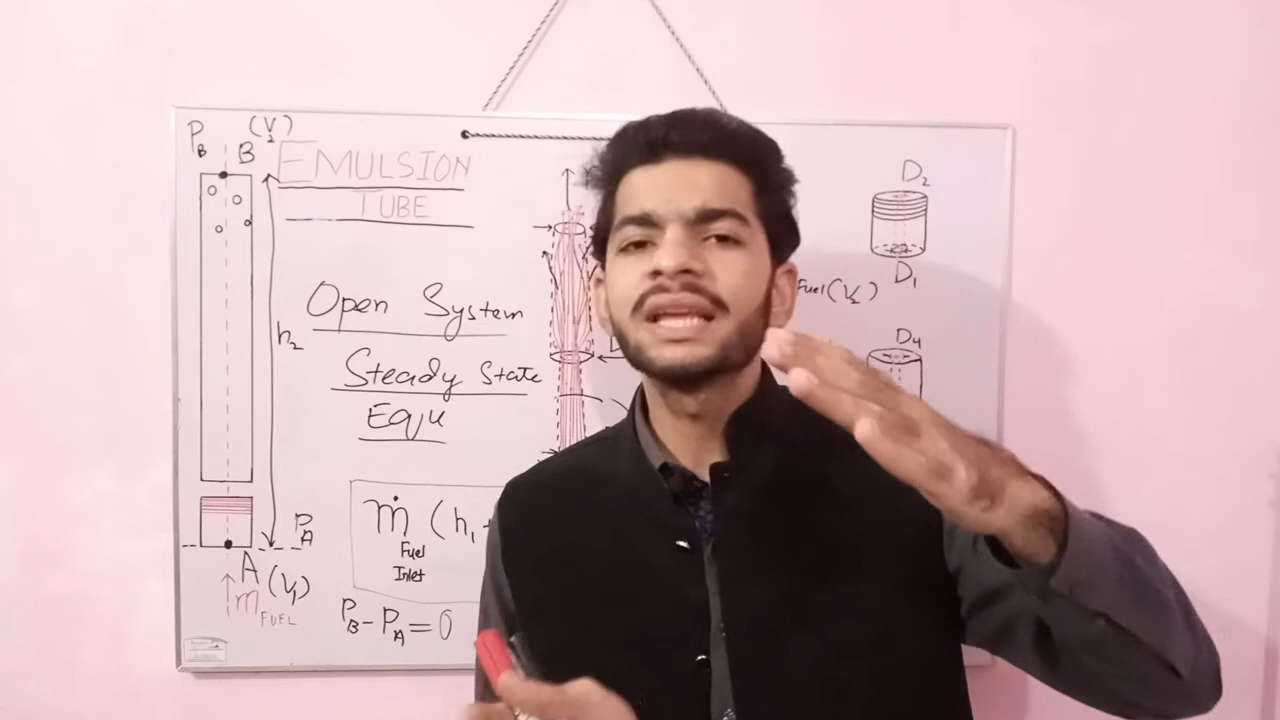 P_B
(V_2)
B
EMULSION
TUBE
h_2
Open System
Steady State
Equ
ṁ (h_1
Fuel
Inlet
P_A
A (V_1)
m FUEL
P_B - P_A = 0
D_2
D_1
Fuel (V_2)
D_4